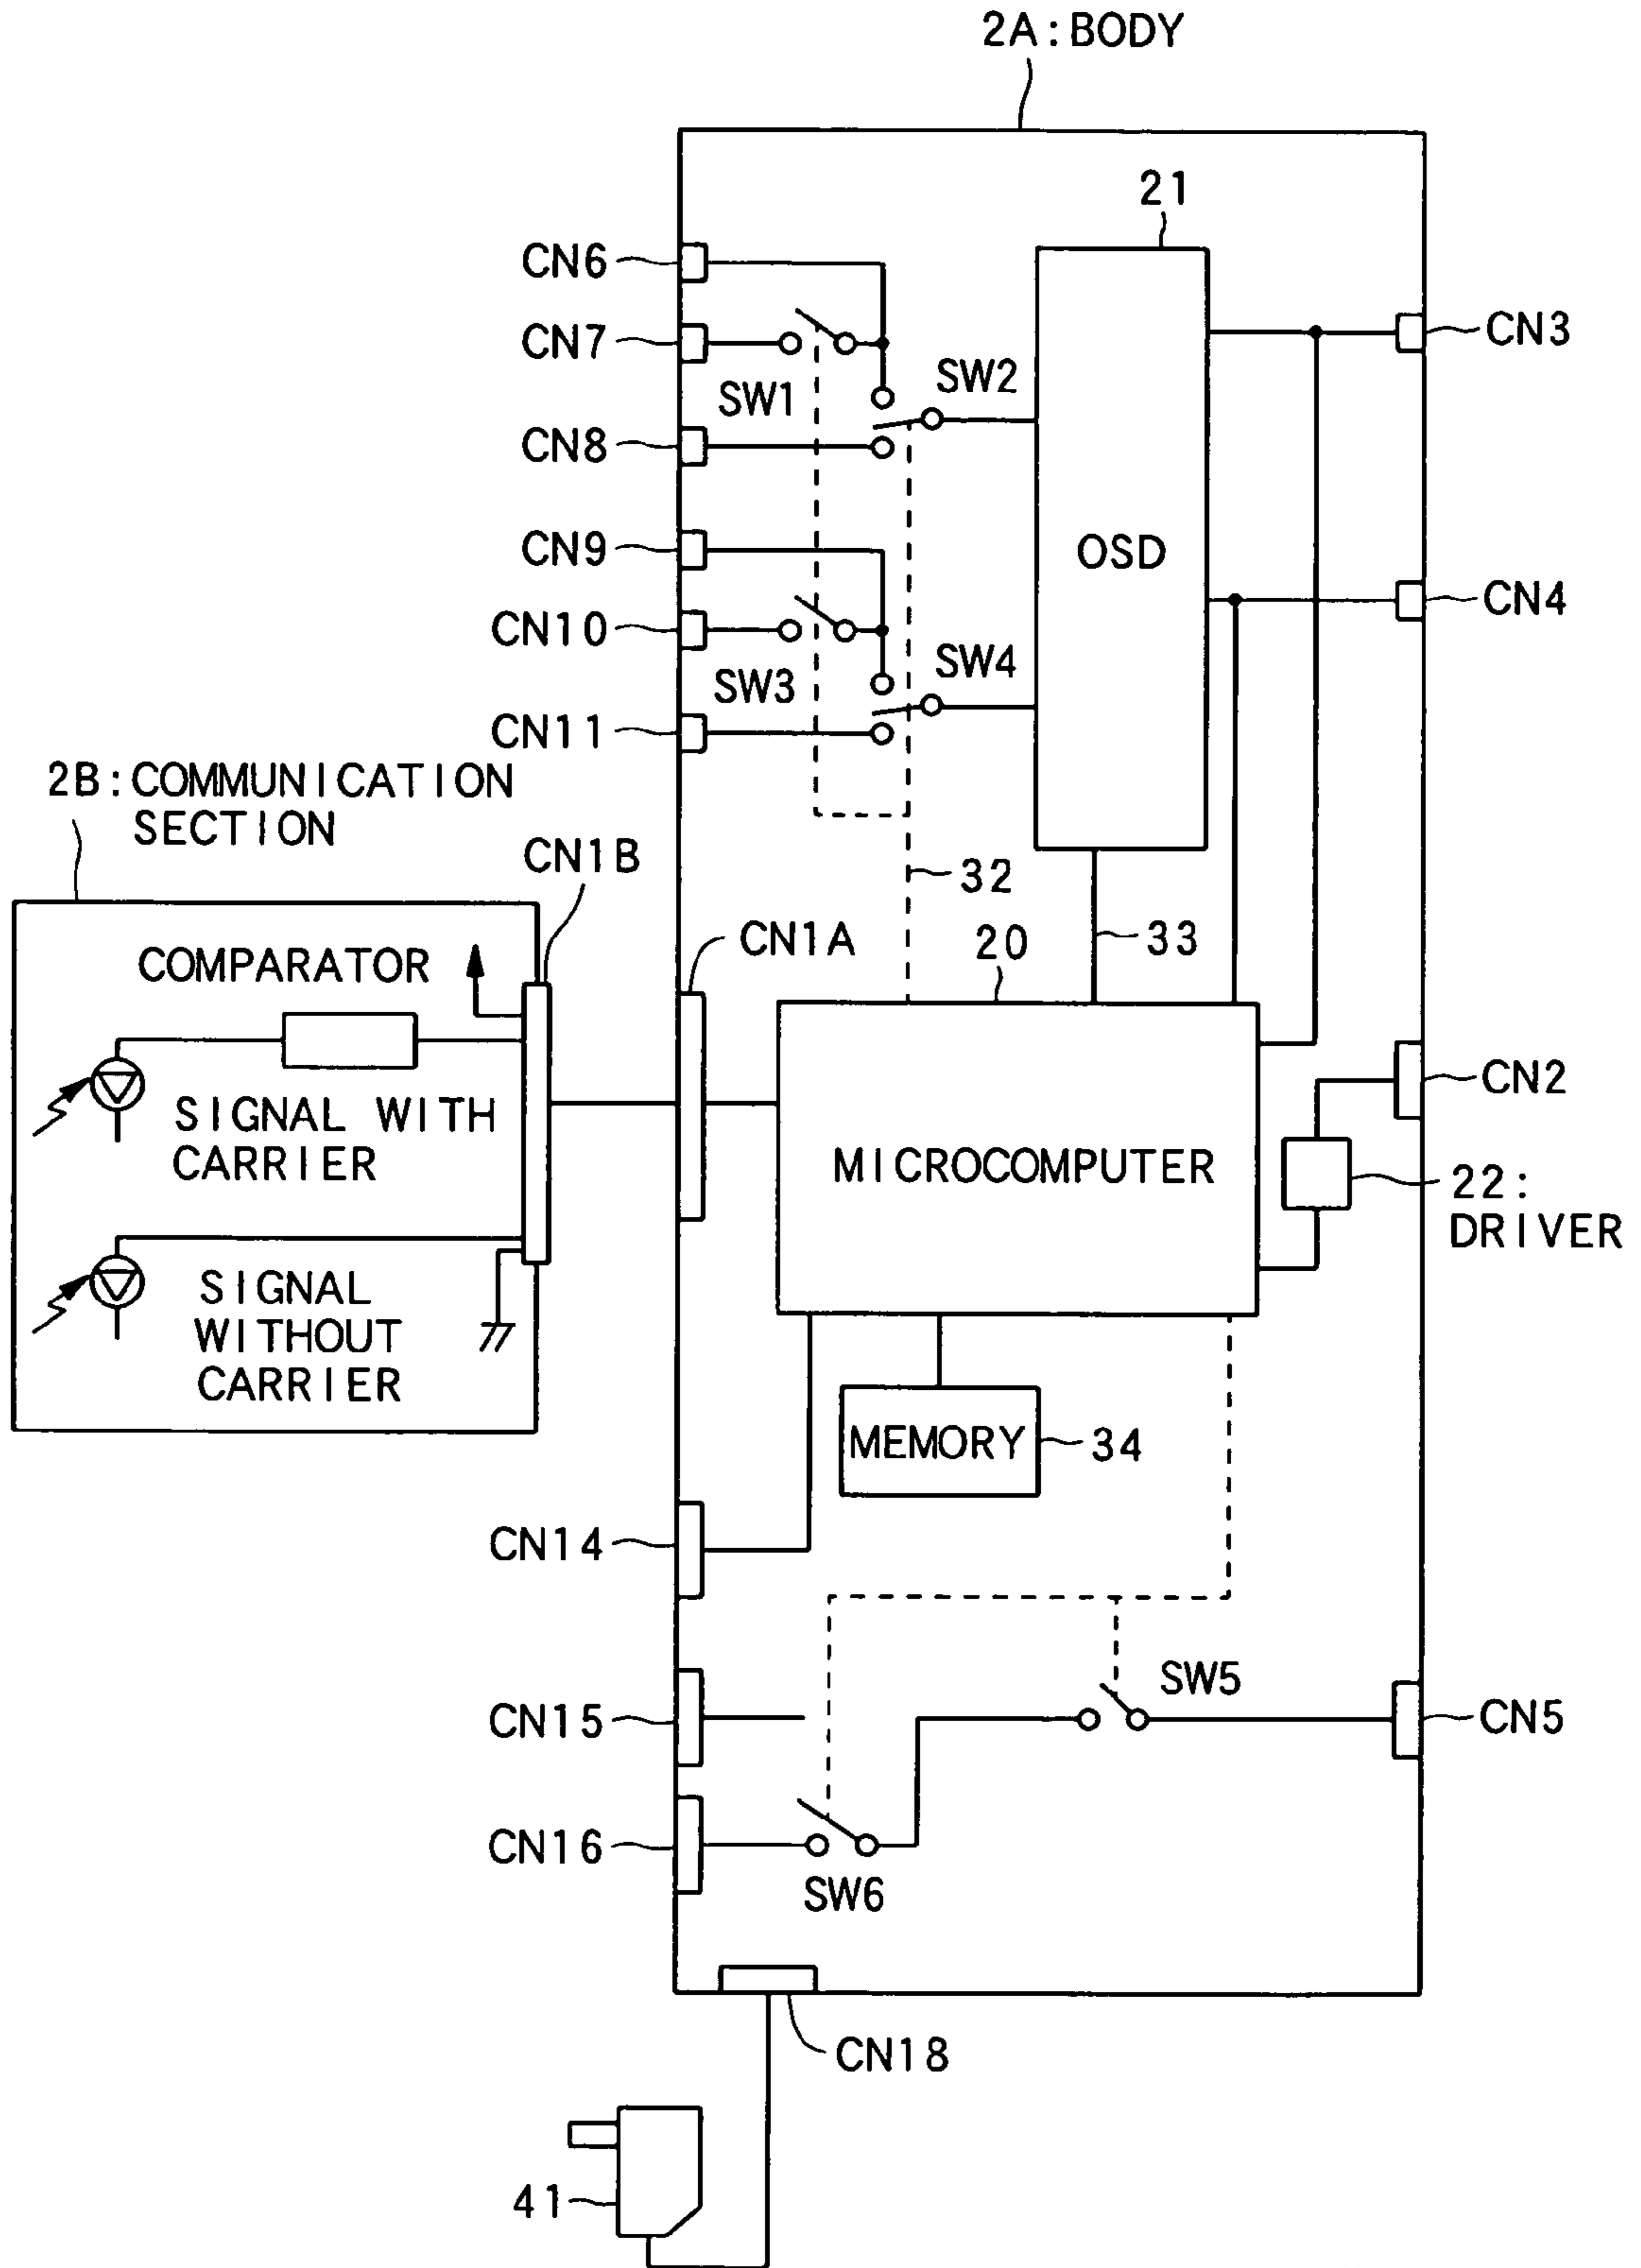 2A:BODY
21
CN6
CN7
CN3
SW1
SW2
CN8
CN9
OSD
CN4
CN10
SW3
SW4
CN11
2B:COMMUNICATION
SECTION
CN1B
32
CN1A
20
33
COMPARATOR
CN2
SIGNAL WITH
CARRIER
MICROCOMPUTER
22:
DRIVER
SIGNAL
WITHOUT
CARRIER
MEMORY
34
CN14
SW5
CN15
CN5
CN16
SW6
CN18
41